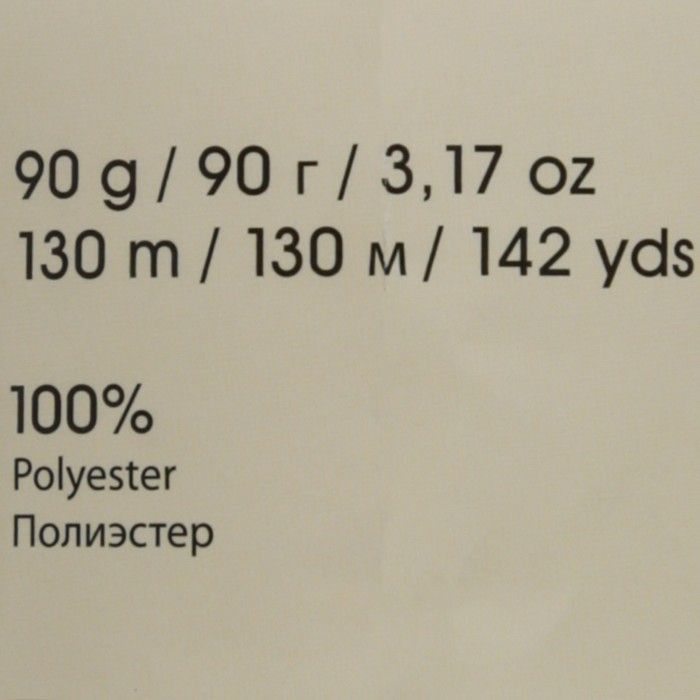 90 g / 90 г / 3,17 oz
130 m / 130 м / 142 yds
100%
Polyester
Полиэстер